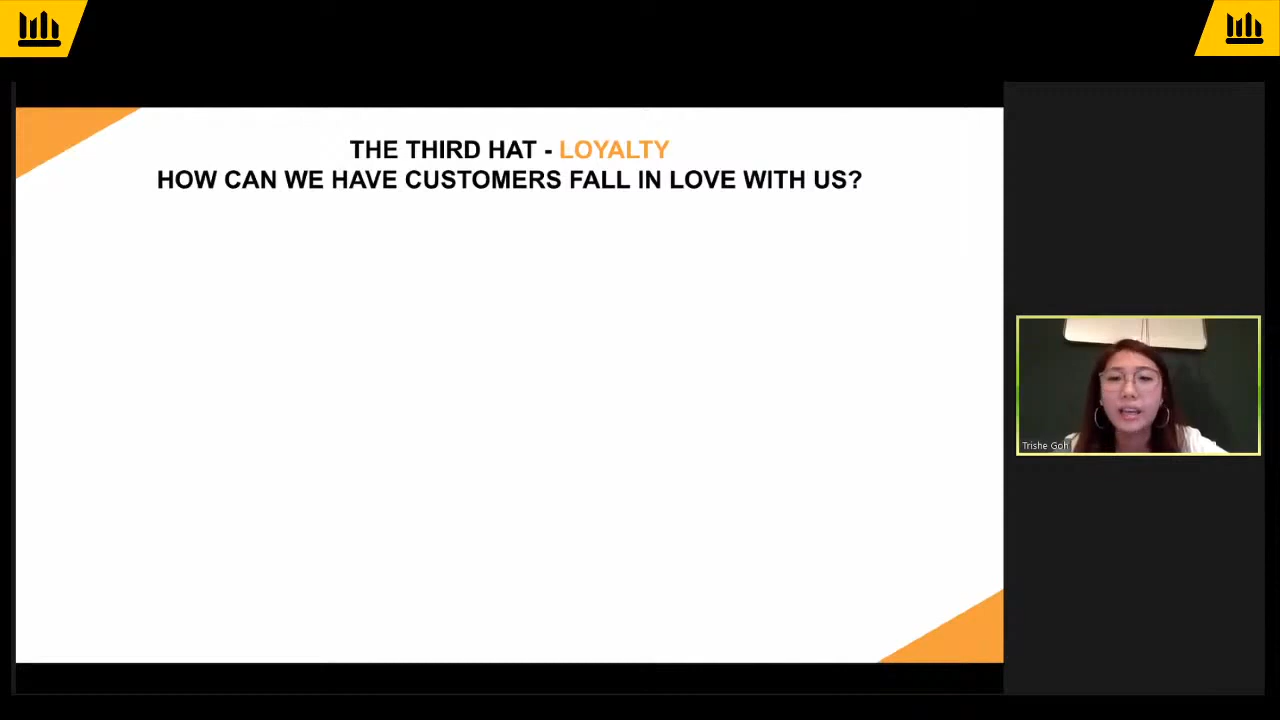 THE THIRD HAT - LOYALTY
HOW CAN WE HAVE CUSTOMERS FALL IN LOVE WITH US?
Trishe Goh